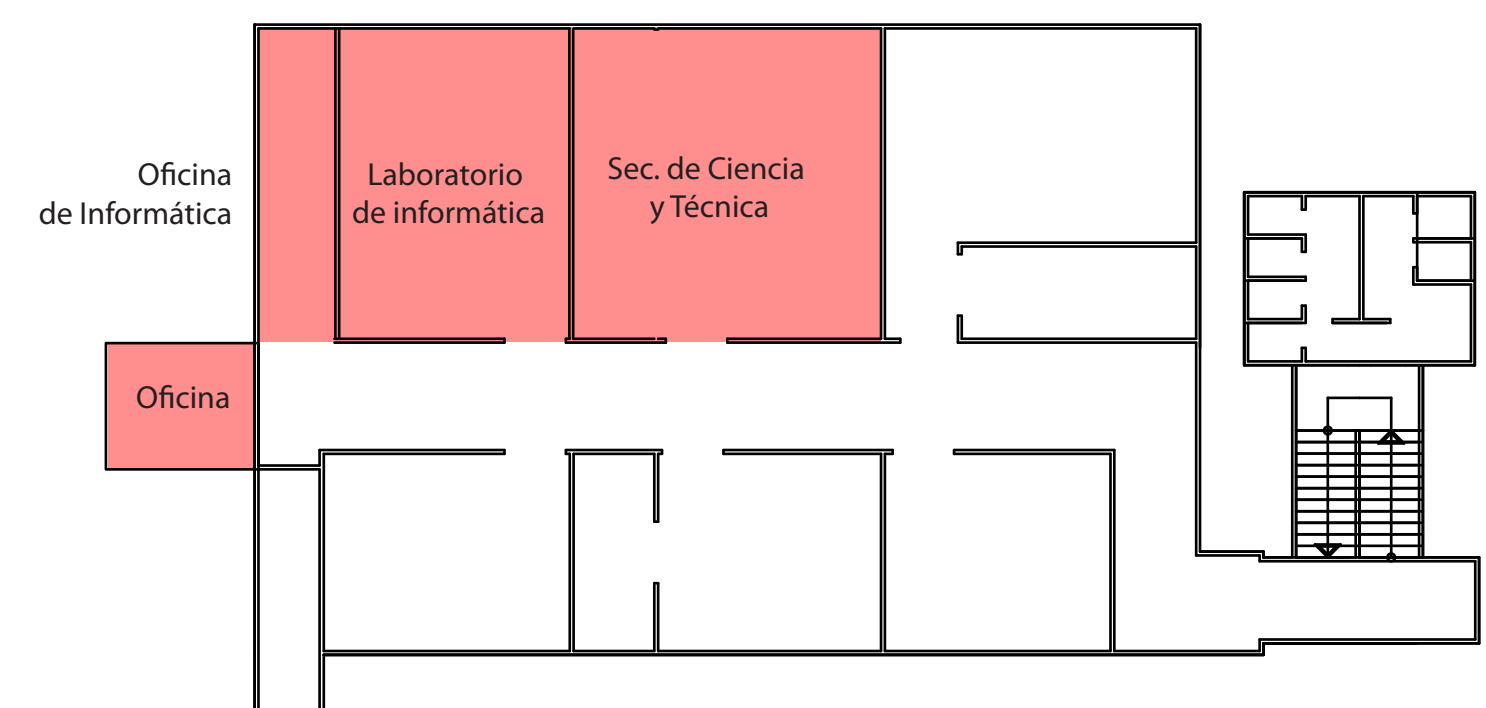 Oficina
de Informática
Laboratorio
de informática
Sec. de Ciencia
y Técnica
Oficina